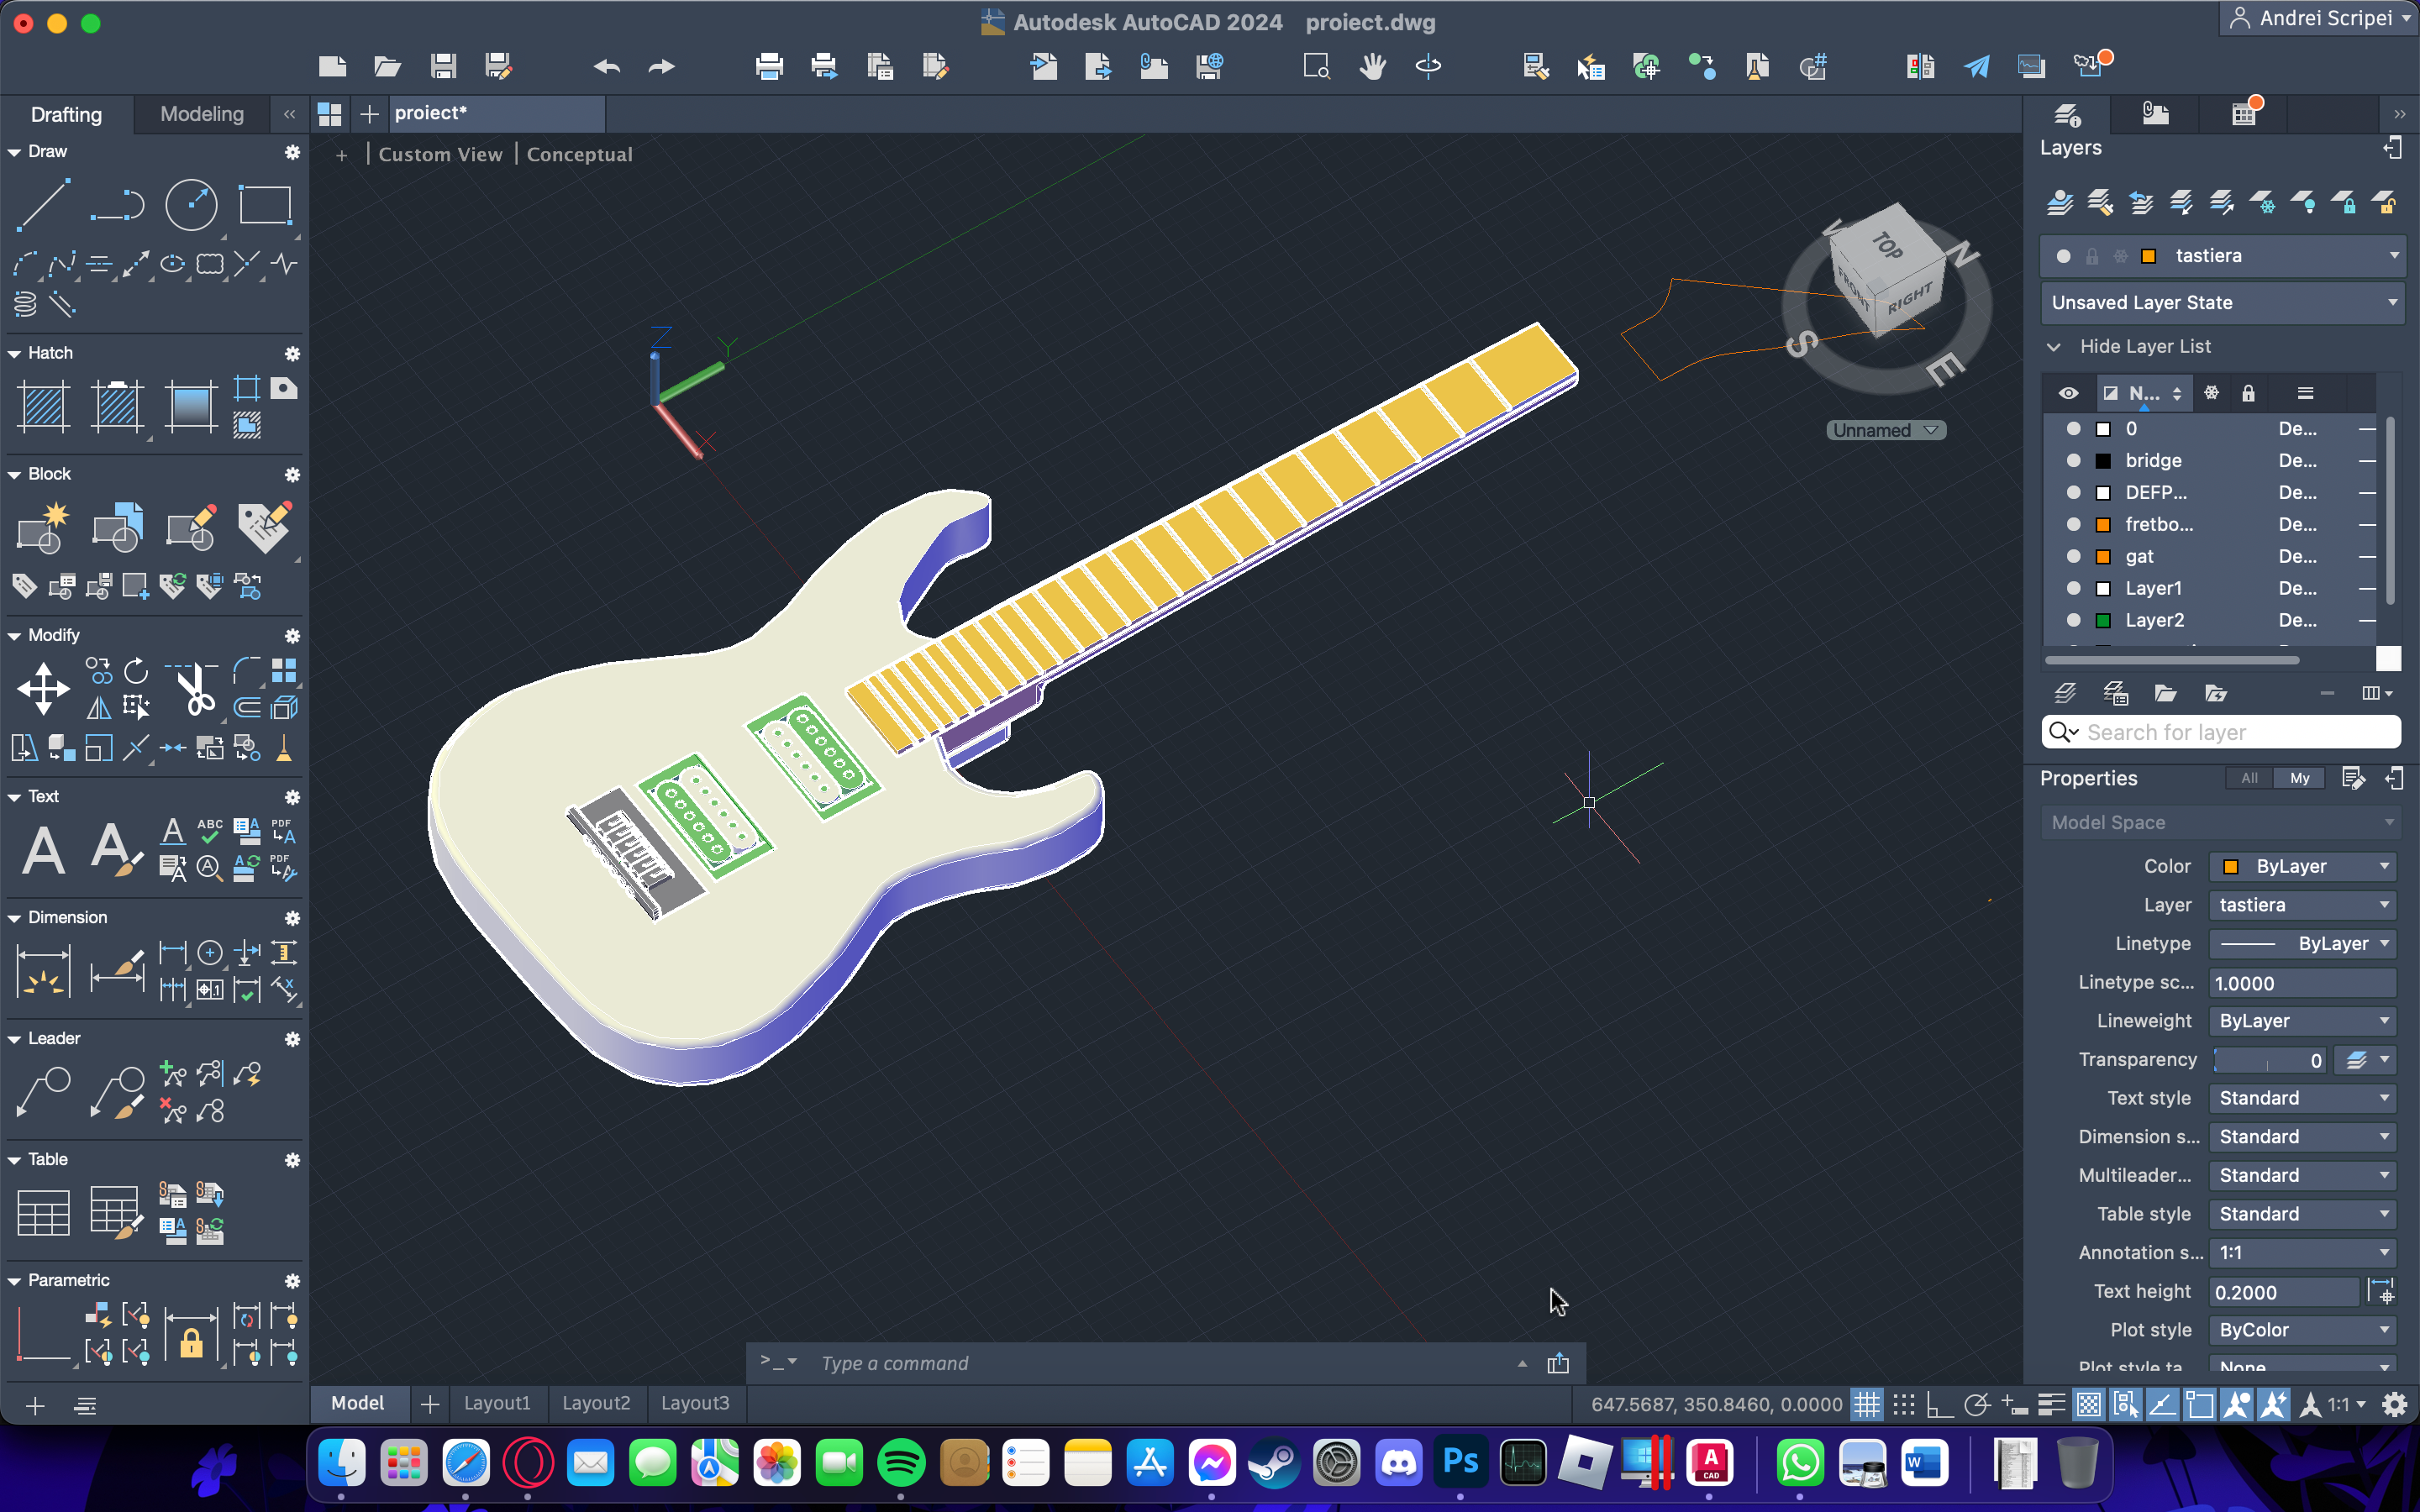 Autodesk AutoCAD 2024 proiect.dwg
Andrei Scripei
Drafting
Modeling
proiect*
Custom View
Conceptual
Draw
Hatch
Block
Modify
Text
ABC
PDF
A
PDF
Dimension
Leader
Table
Parametric
Z
Y
X
TOP
FRONT
RIGHT
N
E
S
W
Unnamed
Layers
tastiera
Unsaved Layer State
Hide Layer List
N...
0 De...
bridge De...
DEFP... De...
fretbo... De...
gat De...
Layer1 De...
Layer2 De...
Search for layer
Properties
All
My
Model Space
Color ByLayer
Layer tastiera
Linetype ByLayer
Linetype sc... 1.0000
Lineweight ByLayer
Transparency 0
Text style Standard
Dimension s... Standard
Multileader... Standard
Table style Standard
Annotation s... 1:1
Text height 0.2000
Plot style ByColor
Plot style ta... None
>_ Type a command
Model
Layout1
Layout2
Layout3
647.5687, 350.8460, 0.0000
1:1
Ps
A
CAD
W